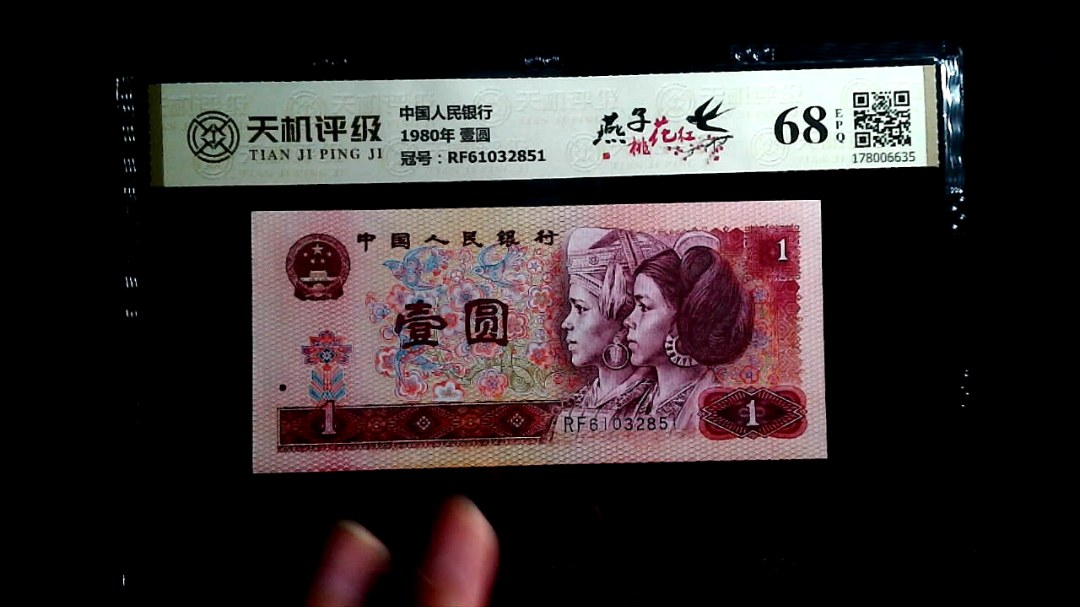 天机评级
TIAN JI PING JI
中国人民银行
1980年 壹圆
冠号：RF61032851
燕子
桃花红
68
EPQ
178006635
中国人民银行
1
壹圆
1
RF61032851
1